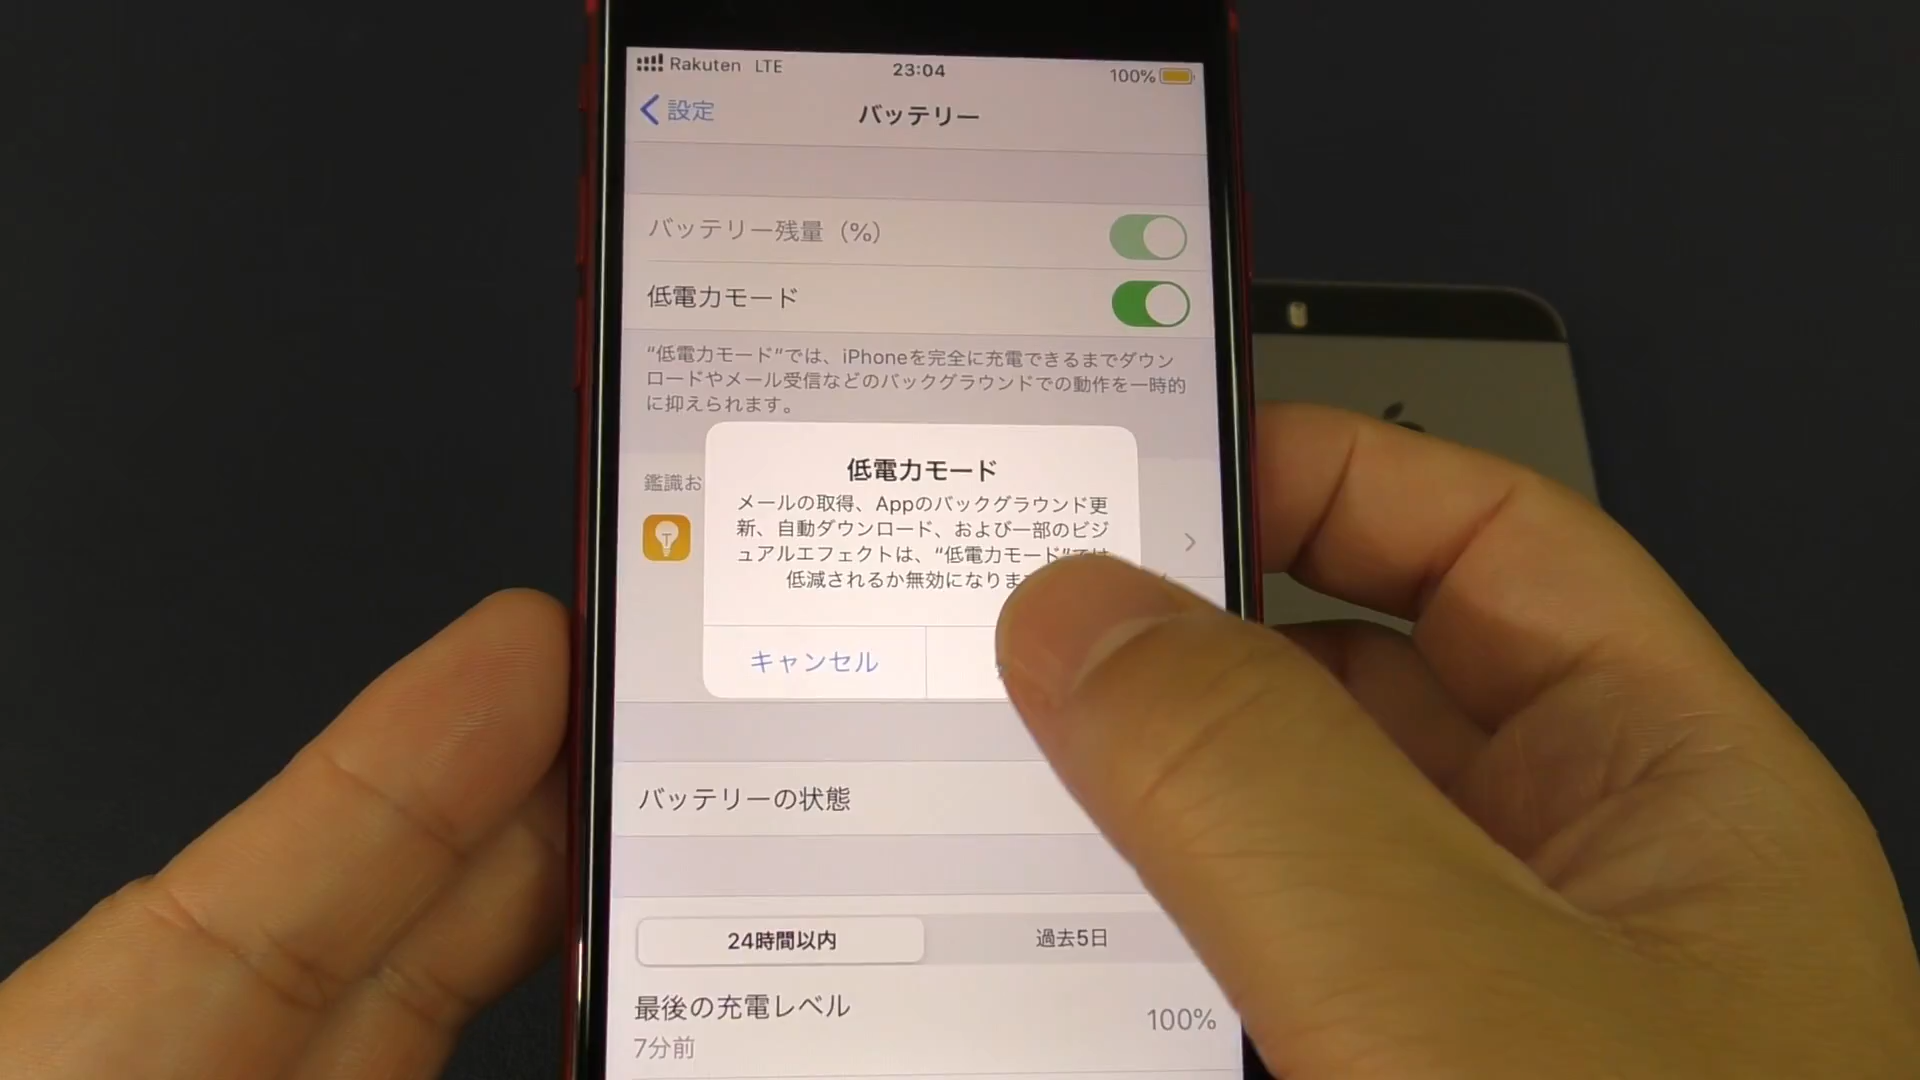 Rakuten LTE 23:04 100%
設定 バッテリー
バッテリー残量（%）
低電力モード
“低電力モード”では、iPhoneを完全に充電できるまでダウン
ロードやメール受信などのバックグラウンドでの動作を一時的
に抑えられます。
鑑識お
低電力モード
メールの取得、Appのバックグラウンド更
新、自動ダウンロード、および一部のビジ
ュアルエフェクトは、“低電力モード”では
低減されるか無効になりま
キャンセル
バッテリーの状態
24時間以内 過去5日
最後の充電レベル 100%
7分前